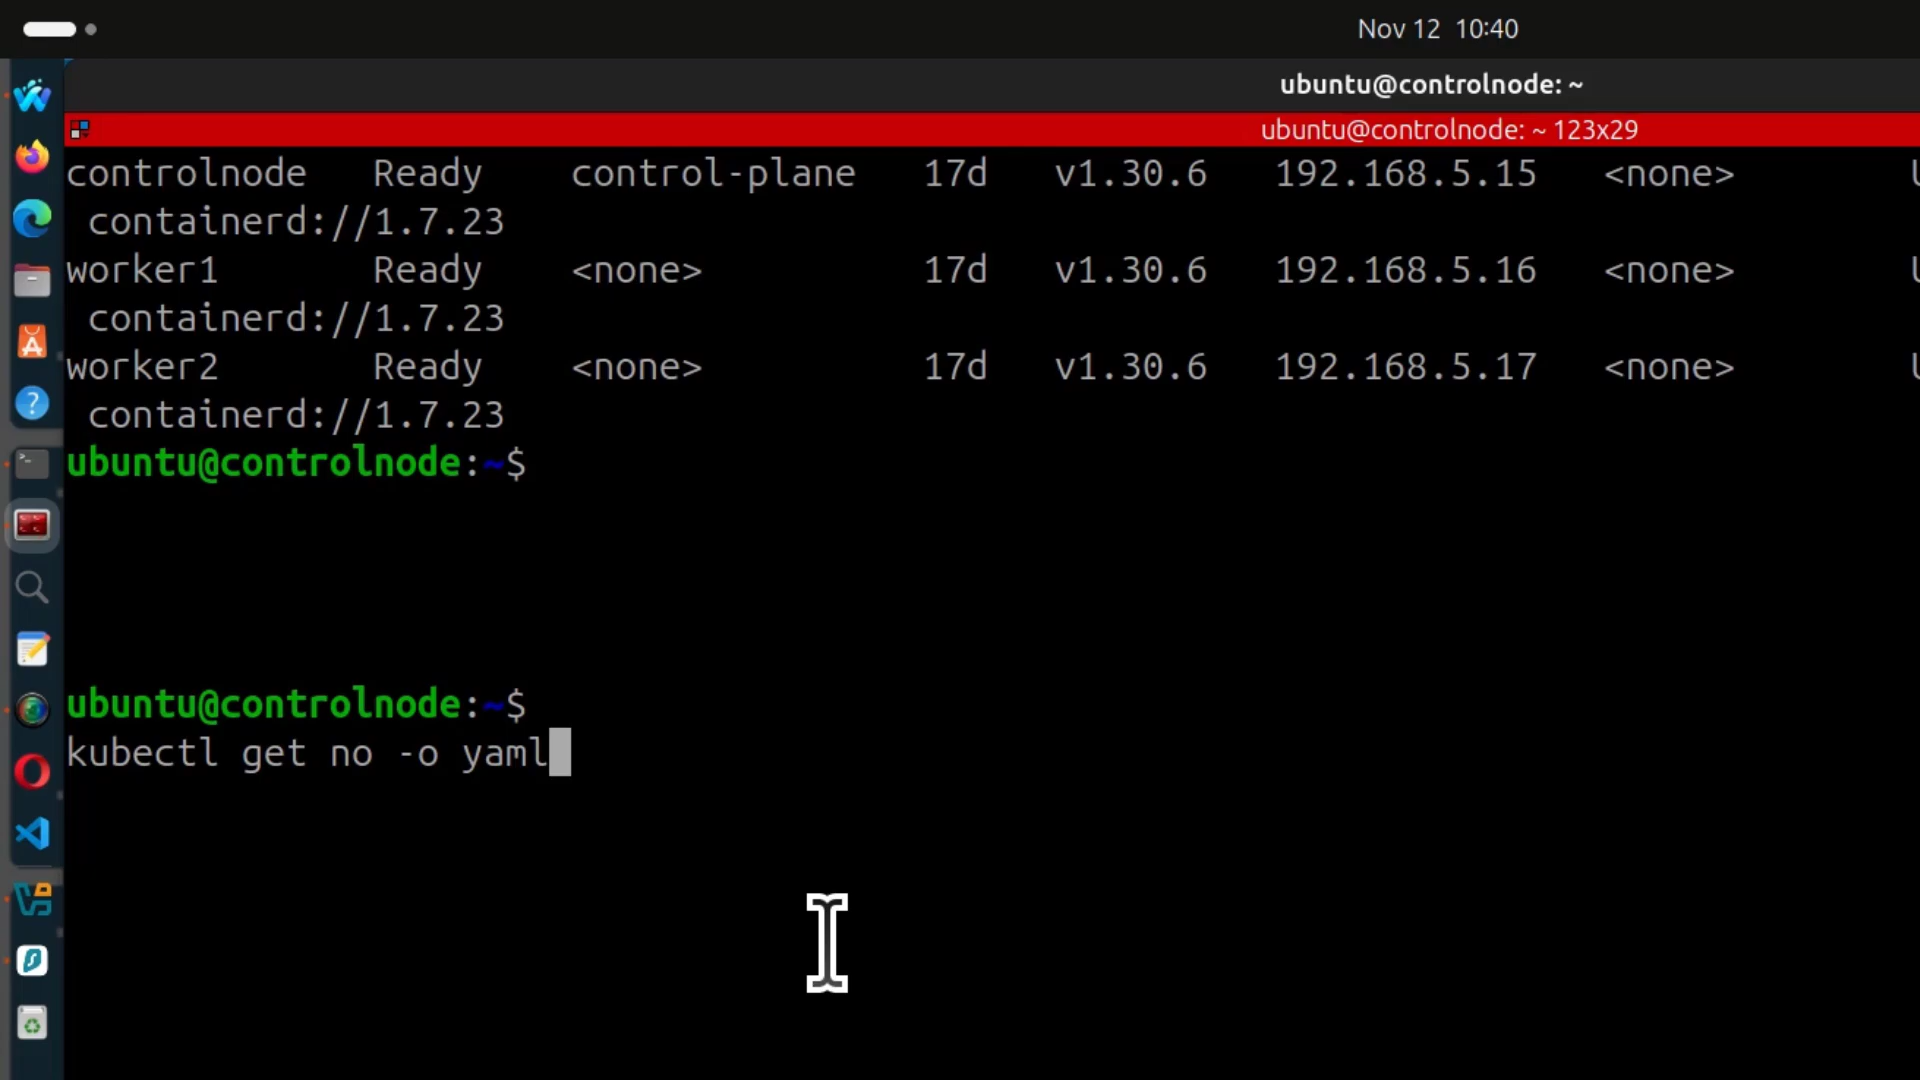 Nov 12 10:40
ubuntu@controlnode: ~
ubuntu@controlnode: ~ 123x29
controlnode Ready control-plane 17d v1.30.6 192.168.5.15 <none>
containerd://1.7.23
worker1 Ready <none> 17d v1.30.6 192.168.5.16 <none>
containerd://1.7.23
worker2 Ready <none> 17d v1.30.6 192.168.5.17 <none>
containerd://1.7.23
ubuntu@controlnode:~$
ubuntu@controlnode:~$
kubectl get no -o yaml